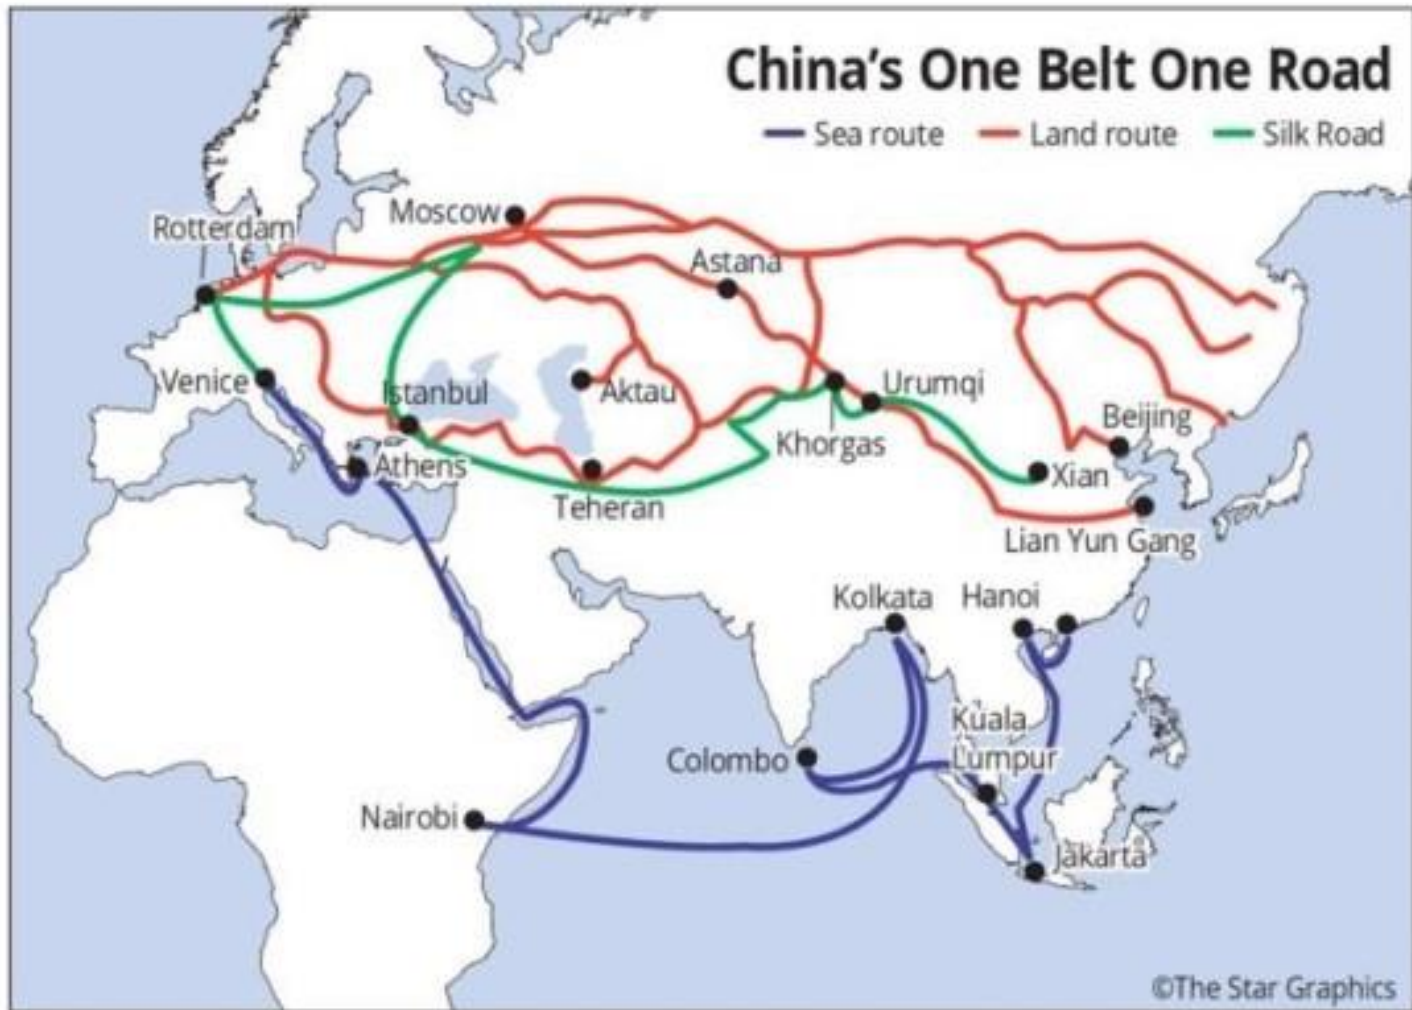 China's One Belt One Road
Sea route
Land route
Silk Road
Moscow
Rotterdam
Astana
Venice
Istanbul
Aktau
Urumqi
Beijing
Khorgas
Athens
Xian
Teheran
Lian Yun Gang
Kolkata
Hanoi
Kuala
Lumpur
Colombo
Nairobi
Jakarta
©The Star Graphics